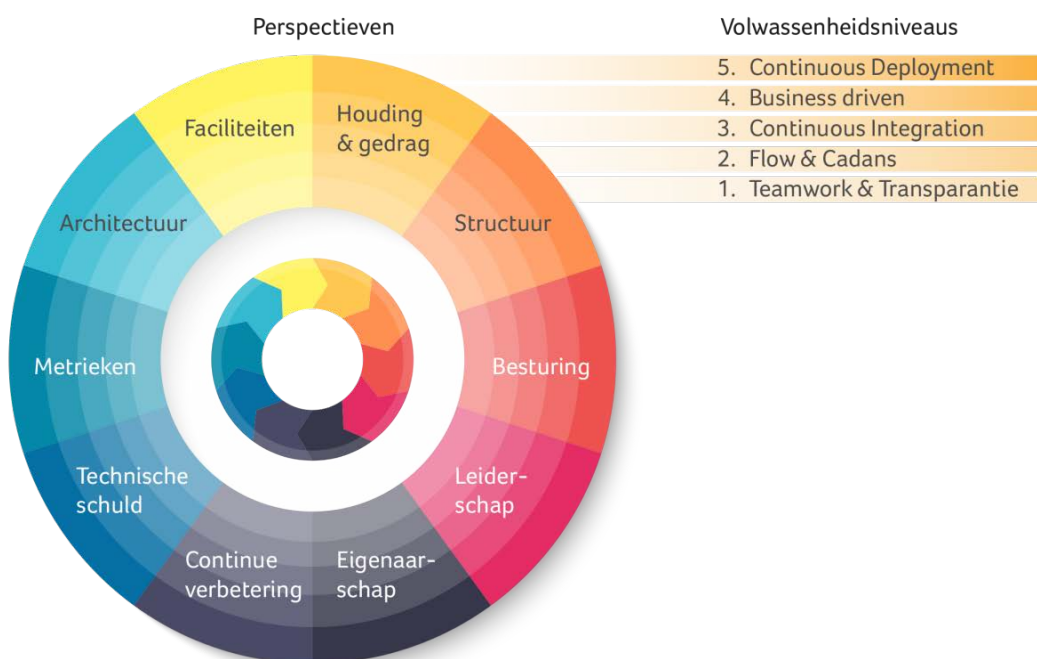 Perspectieven
Volwassenheidsniveaus
5. Continuous Deployment
4. Business driven
3. Continuous Integration
2. Flow & Cadans
1. Teamwork & Transparantie
Houding
& gedrag
Structuur
Besturing
Leider-
schap
Eigenaar-
schap
Continue
verbetering
Technische
schuld
Metrieken
Architectuur
Faciliteiten